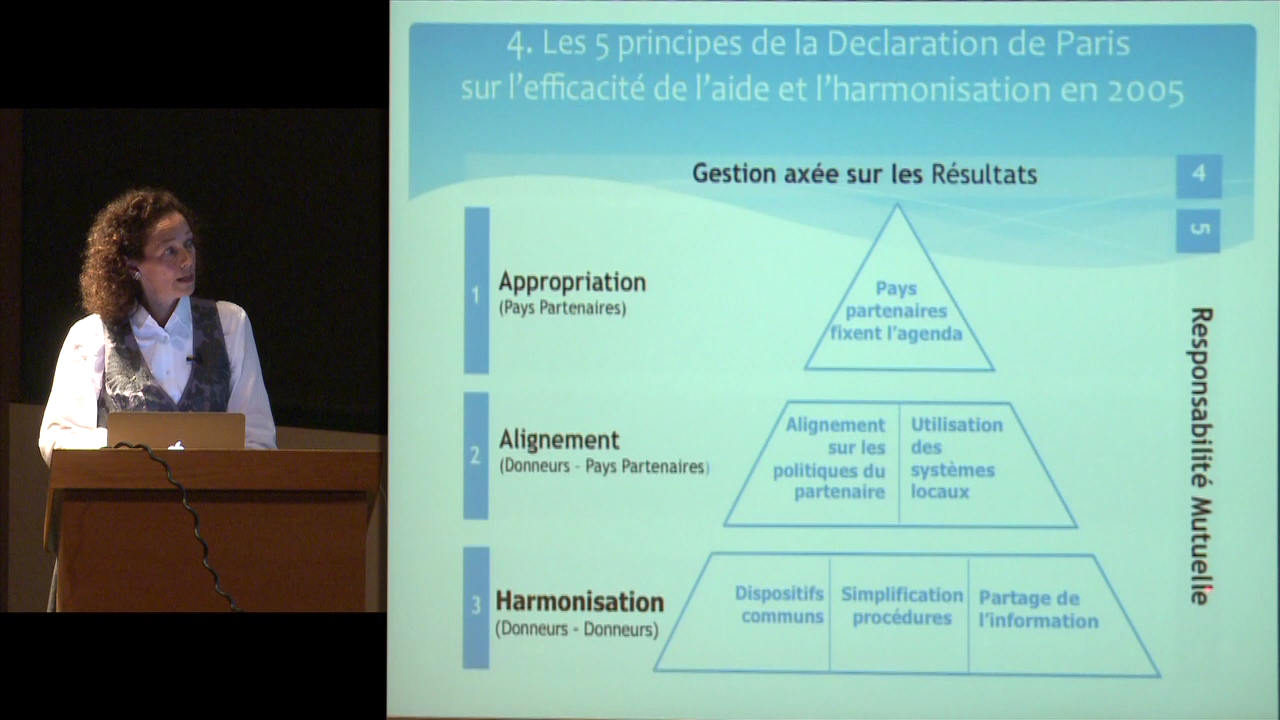 4. Les 5 principes de la Declaration de Paris
sur l'efficacité de l'aide et l'harmonisation en 2005
Gestion axée sur les Résultats
4
5
1
Appropriation
(Pays Partenaires)
Pays
partenaires
fixent l'agenda
2
Alignement
(Donneurs - Pays Partenaires)
Alignement
sur les
politiques du
partenaire
Utilisation
des
systèmes
locaux
3
Harmonisation
(Donneurs - Donneurs)
Dispositifs
communs
Simplification
procédures
Partage de
l'information
Responsabilité Mutuelle